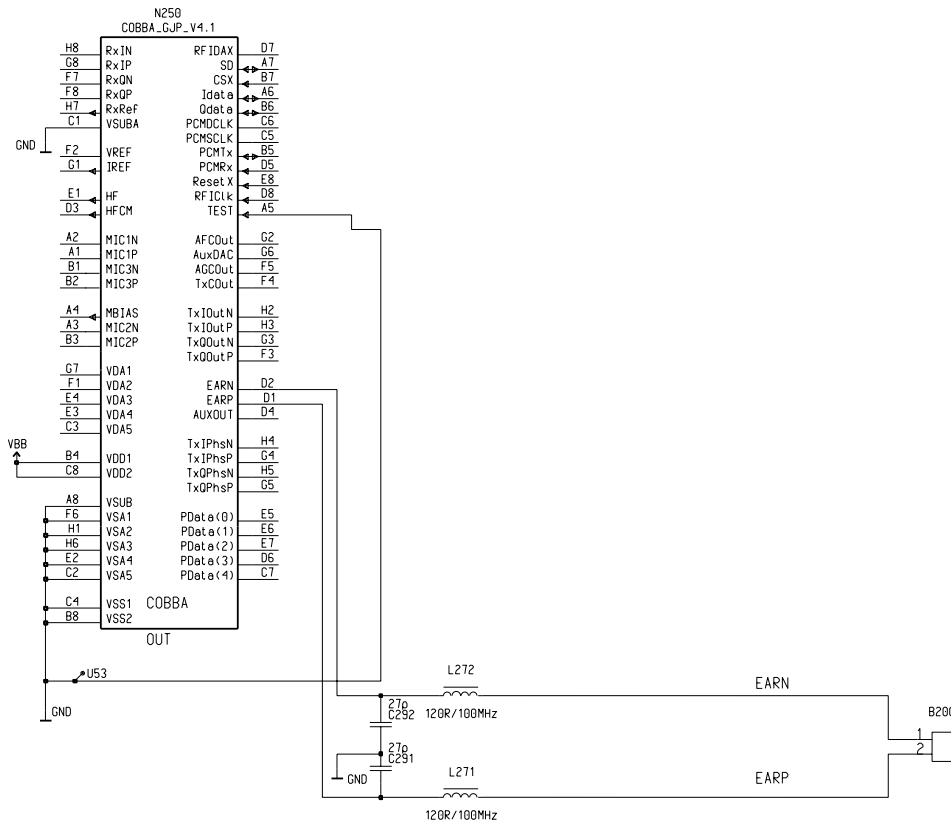 N250
COBBA_GJP_V4.1
H8 RxIN RFIDAX D7
G8 RxIP SD A7
F7 RxQN CSX B7
F8 RxQP Idata A6
H7 RxRef Qdata B6
C1 VSUBA PCMDCLK C6
PCMSCLK C5
GND
F2 VREF PCMTx B5
G1 IREF PCMRx D5
ResetX E8
E1 HF RFIClk D8
D3 HFCM TEST A5
A2 MIC1N AFCOut G2
A1 MIC1P AuxDAC G6
B1 MIC3N AGCOut F5
B2 MIC3P TxCOut F4
A4 MBIAS TxIOutN H2
A3 MIC2N TxIOutP H3
B3 MIC2P TxQOutN G3
TxQOutP F3
G7 VDA1
F1 VDA2 EARN D2
E4 VDA3 EARP D1
E3 VDA4 AUXOUT D4
C3 VDA5
VBB
TxIPhsN H4
B4 VDD1 TxIPhsP G4
C8 VDD2 TxQPhsN H5
TxQPhsP G5
A8 VSUB
F6 VSA1 PData(0) E5
H1 VSA2 PData(1) E6
H6 VSA3 PData(2) E7
E2 VSA4 PData(3) D6
C2 VSA5 PData(4) C7
C4 VSS1 COBBA
B8 VSS2
OUT
U53
GND
L272
EARN
27p
C292
120R/100MHz
B200
1
2
27p
C291
GND
L271
EARP
120R/100MHz